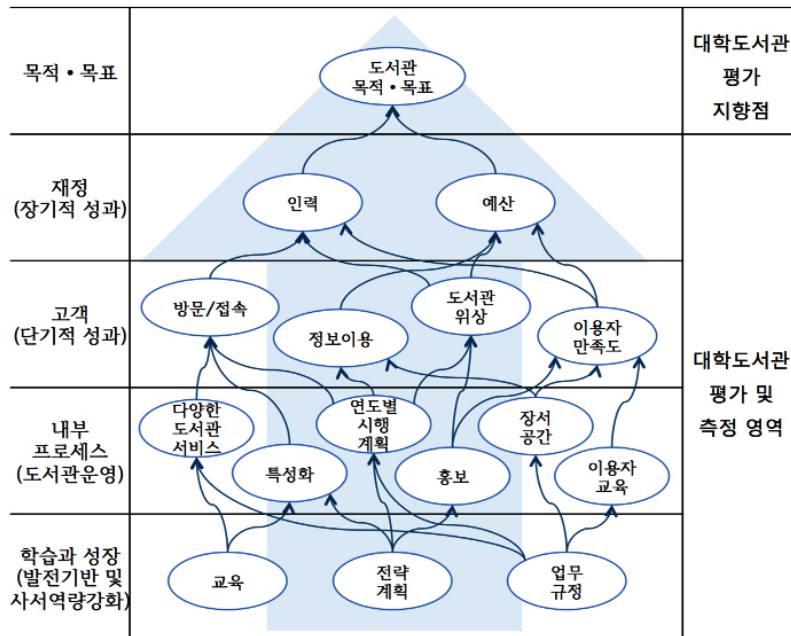 목적・목표
도서관
목적・목표
대학도서관
평가
지향점
재정
(장기적 성과)
인력
예산
고객
(단기적 성과)
방문/접속
정보이용
도서관
위상
이용자
만족도
대학도서관
평가 및
측정 영역
내부
프로세스
(도서관운영)
다양한
도서관
서비스
특성화
연도별
시행
계획
홍보
장서
공간
이용자
교육
학습과 성장
(발전기반 및
사서역량강화)
교육
전략
계획
업무
규정